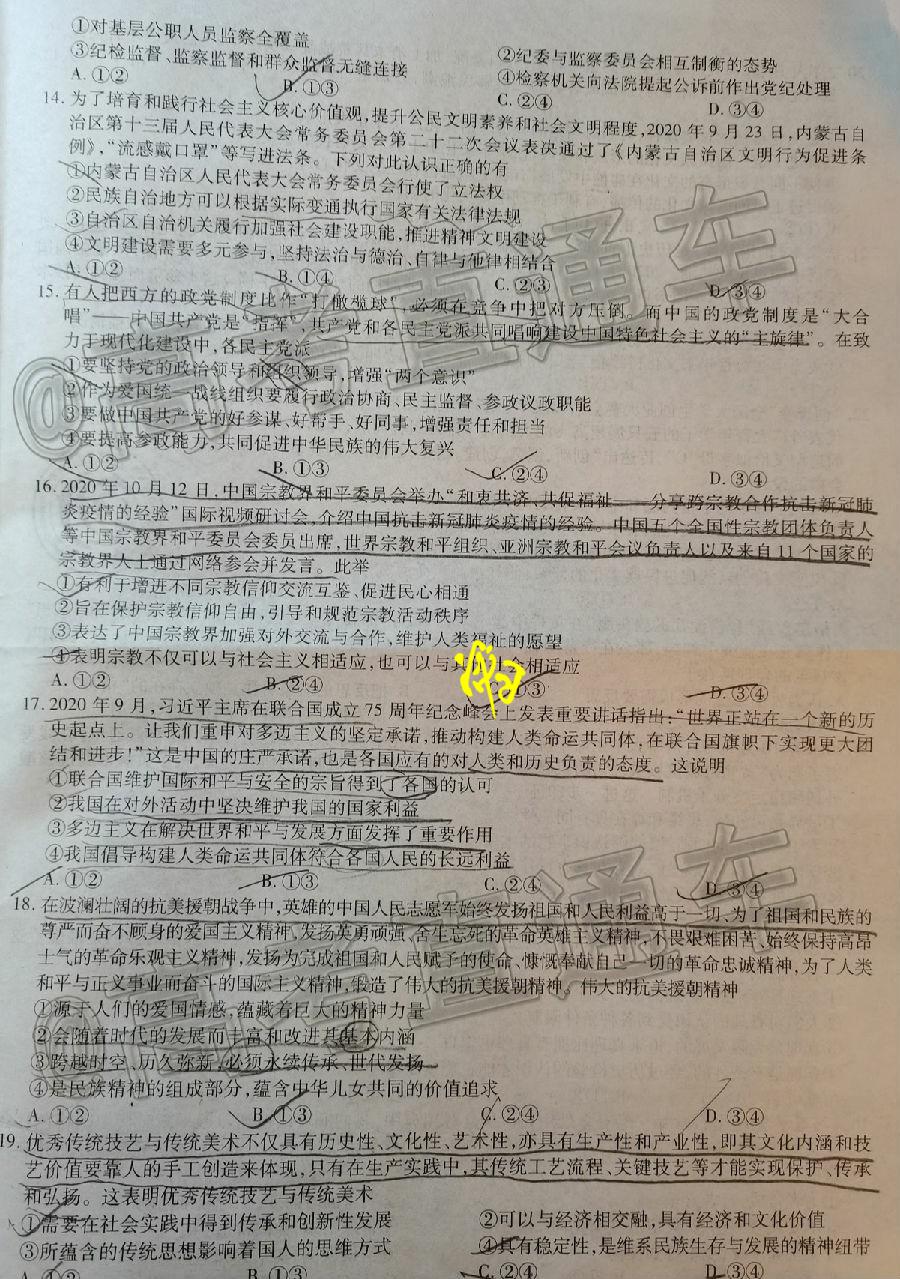 ①对基层公职人员监察全覆盖
②纪委与监察委员会相互制衡的态势
③纪检监督、监察监督和群众监督无缝连接
④检察机关向法院提起公诉前作出党纪处理
A. ①② B. ①③ C. ②④ D. ③④
14. 为了培育和践行社会主义核心价值观,提升公民文明素养和社会文明程度,2020年9月23日,内蒙古自
治区第十三届人民代表大会常务委员会第二十二次会议表决通过了《内蒙古自治区文明行为促进条
例》,“流感戴口罩”等写进法条。下列对此认识正确的有
①内蒙古自治区人民代表大会常务委员会行使了立法权
②民族自治地方可以根据实际变通执行国家有关法律法规
③自治区自治机关履行加强社会建设职能,推进精神文明建设
④文明建设需要多元参与,坚持法治与德治、自律与他律相结合
A. ①② B. ①④ C. ②③ D. ③④
15. 有人把西方的政党制度比作“打橄榄球”,必须在竞争中把对方压倒。而中国的政党制度是“大合
唱”——中国共产党是“指挥”,共产党和各民主党派共同唱响建设中国特色社会主义的“主旋律”。在致
力于现代化建设中,各民主党派
①要坚持党的政治领导和组织领导,增强“两个意识”
②作为爱国统一战线组织要履行政治协商、民主监督、参政议政职能
③要做中国共产党的好参谋、好帮手、好同事,增强责任和担当
④要提高参政能力,共同促进中华民族的伟大复兴
A. ①② B. ①③ C. ②④ D. ③④
16. 2020年10月12日,中国宗教界和平委员会举办“和衷共济、共促福祉——分享跨宗教合作抗击新冠肺
炎疫情的经验”国际视频研讨会,介绍中国抗击新冠肺炎疫情的经验。中国五个全国性宗教团体负责人
等中国宗教界和平委员会委员出席,世界宗教和平组织、亚洲宗教和平会议负责人以及来自11个国家的
宗教界人士通过网络参会并发言。此举
①有利于增进不同宗教信仰交流互鉴、促进民心相通
②旨在保护宗教信仰自由,引导和规范宗教活动秩序
③表达了中国宗教界加强对外交流与合作,维护人类福祉的愿望
④表明宗教不仅可以与社会主义相适应,也可以与其他社会相适应
A. ①② B. ②④ C. ①③ D. ③④
17. 2020年9月,习近平主席在联合国成立75周年纪念峰会上发表重要讲话指出:“世界正站在一个新的历
史起点上。让我们重申对多边主义的坚定承诺,推动构建人类命运共同体,在联合国旗帜下实现更大团
结和进步!”这是中国的庄严承诺,也是各国应有的对人类和历史负责的态度。这说明
①联合国维护国际和平与安全的宗旨得到了各国的认可
②我国在对外活动中坚决维护我国的国家利益
③多边主义在解决世界和平与发展方面发挥了重要作用
④我国倡导构建人类命运共同体符合各国人民的长远利益
A. ①② B. ①③ C. ②④ D. ③④
18. 在波澜壮阔的抗美援朝战争中,英雄的中国人民志愿军始终发扬祖国和人民利益高于一切、为了祖国和民族的
尊严而奋不顾身的爱国主义精神,发扬英勇顽强、舍生忘死的革命英雄主义精神,不畏艰难困苦、始终保持高昂
士气的革命乐观主义精神,发扬为完成祖国和人民赋予的使命、慷慨奉献自己一切的革命忠诚精神,为了人类
和平与正义事业而奋斗的国际主义精神,锻造了伟大的抗美援朝精神。伟大的抗美援朝精神
①源于人们的爱国情感,蕴藏着巨大的精神力量
②会随着时代的发展而丰富和改进其基本内涵
③跨越时空、历久弥新,必须永续传承、世代发扬
④是民族精神的组成部分,蕴含中华儿女共同的价值追求
A. ①② B. ①③ C. ②④ D. ③④
19. 优秀传统技艺与传统美术不仅具有历史性、文化性、艺术性,亦具有生产性和产业性,即其文化内涵和技
艺价值要靠人的手工创造来体现,只有在生产实践中,其传统工艺流程、关键技艺等才能实现保护、传承
和弘扬。这表明优秀传统技艺与传统美术
①需要在社会实践中得到传承和创新性发展
②可以与经济相交融,具有经济和文化价值
③所蕴含的传统思想影响着国人的思维方式
④具有稳定性,是维系民族生存与发展的精神纽带
A. ①② B. ①③ C. ②④ D. ③④
@高考直通车
@高考直通车